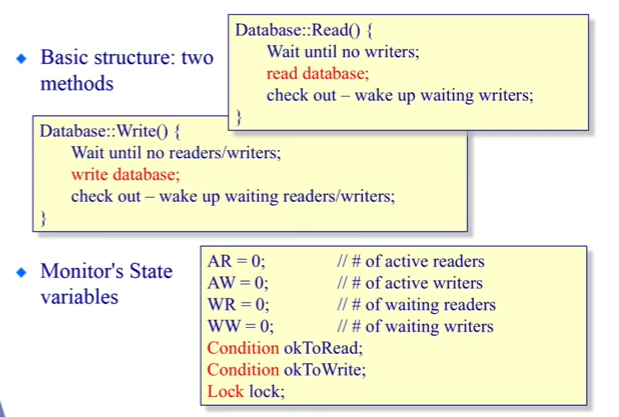 Basic structure: two
methods
Database::Read() {
Wait until no writers;
read database;
check out – wake up waiting writers;
}
Database::Write() {
Wait until no readers/writers;
write database;
check out – wake up waiting readers/writers;
}
Monitor's State
variables
AR = 0; // # of active readers
AW = 0; // # of active writers
WR = 0; // # of waiting readers
WW = 0; // # of waiting writers
Condition okToRead;
Condition okToWrite;
Lock lock;